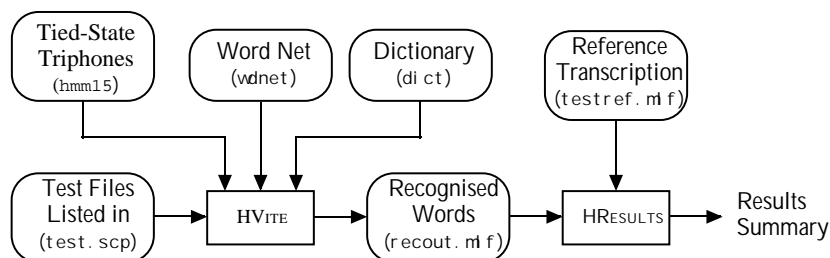 Tied-State
Triphones
(hmm15)
Word Net
(wdnet)
Dictionary
(dict)
Reference
Transcription
(testref.mlf)
Test Files
Listed in
(test.scp)
HVITE
Recognised
Words
(recout.mlf)
HRESULTS
Results
Summary